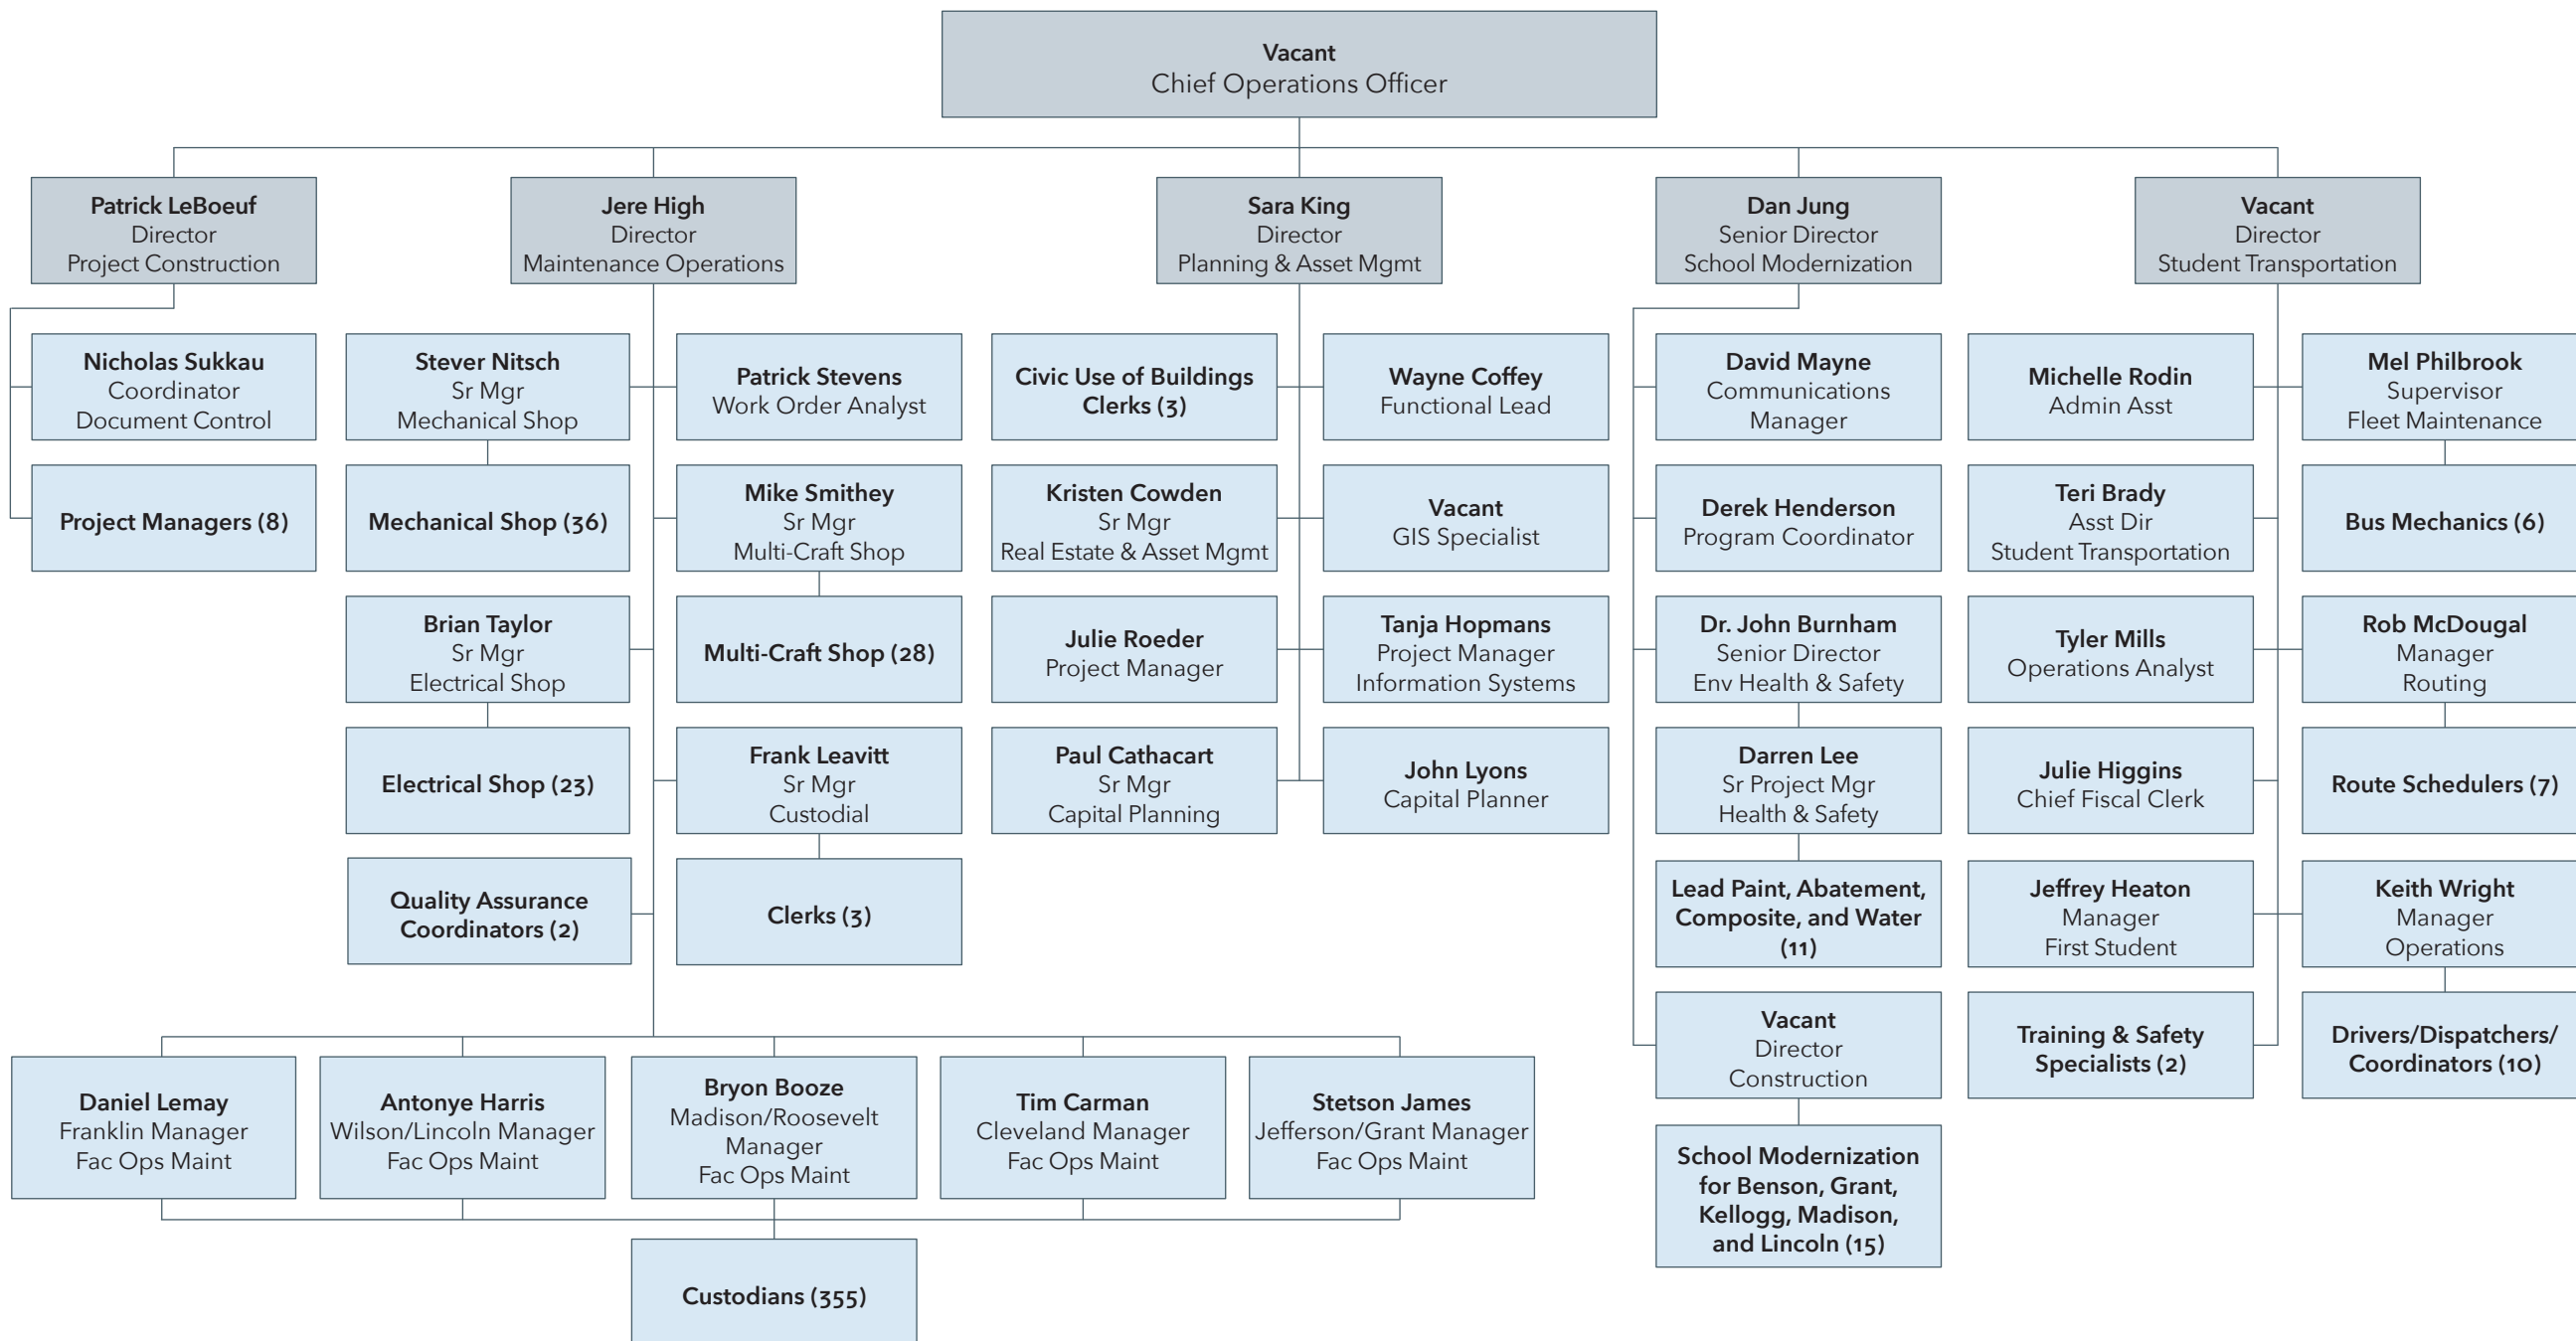 Vacant
Chief Operations Officer
Patrick LeBoeuf
Director
Project Construction
Jere High
Director
Maintenance Operations
Sara King
Director
Planning & Asset Mgmt
Dan Jung
Senior Director
School Modernization
Vacant
Director
Student Transportation
Nicholas Sukkau
Coordinator
Document Control
Project Managers (8)
Stever Nitsch
Sr Mgr
Mechanical Shop
Mechanical Shop (36)
Brian Taylor
Sr Mgr
Electrical Shop
Electrical Shop (23)
Quality Assurance
Coordinators (2)
Patrick Stevens
Work Order Analyst
Mike Smithey
Sr Mgr
Multi-Craft Shop
Multi-Craft Shop (28)
Frank Leavitt
Sr Mgr
Custodial
Clerks (3)
Civic Use of Buildings
Clerks (3)
Kristen Cowden
Sr Mgr
Real Estate & Asset Mgmt
Julie Roeder
Project Manager
Paul Cathacart
Sr Mgr
Capital Planning
Wayne Coffey
Functional Lead
Vacant
GIS Specialist
Tanja Hopmans
Project Manager
Information Systems
John Lyons
Capital Planner
David Mayne
Communications
Manager
Derek Henderson
Program Coordinator
Dr. John Burnham
Senior Director
Env Health & Safety
Darren Lee
Sr Project Mgr
Health & Safety
Lead Paint, Abatement,
Composite, and Water
(11)
Vacant
Director
Construction
School Modernization
for Benson, Grant,
Kellogg, Madison,
and Lincoln (15)
Michelle Rodin
Admin Asst
Teri Brady
Asst Dir
Student Transportation
Tyler Mills
Operations Analyst
Julie Higgins
Chief Fiscal Clerk
Jeffrey Heaton
Manager
First Student
Training & Safety
Specialists (2)
Mel Philbrook
Supervisor
Fleet Maintenance
Bus Mechanics (6)
Rob McDougal
Manager
Routing
Route Schedulers (7)
Keith Wright
Manager
Operations
Drivers/Dispatchers/
Coordinators (10)
Daniel Lemay
Franklin Manager
Fac Ops Maint
Antonye Harris
Wilson/Lincoln Manager
Fac Ops Maint
Bryon Booze
Madison/Roosevelt
Manager
Fac Ops Maint
Tim Carman
Cleveland Manager
Fac Ops Maint
Stetson James
Jefferson/Grant Manager
Fac Ops Maint
Custodians (355)